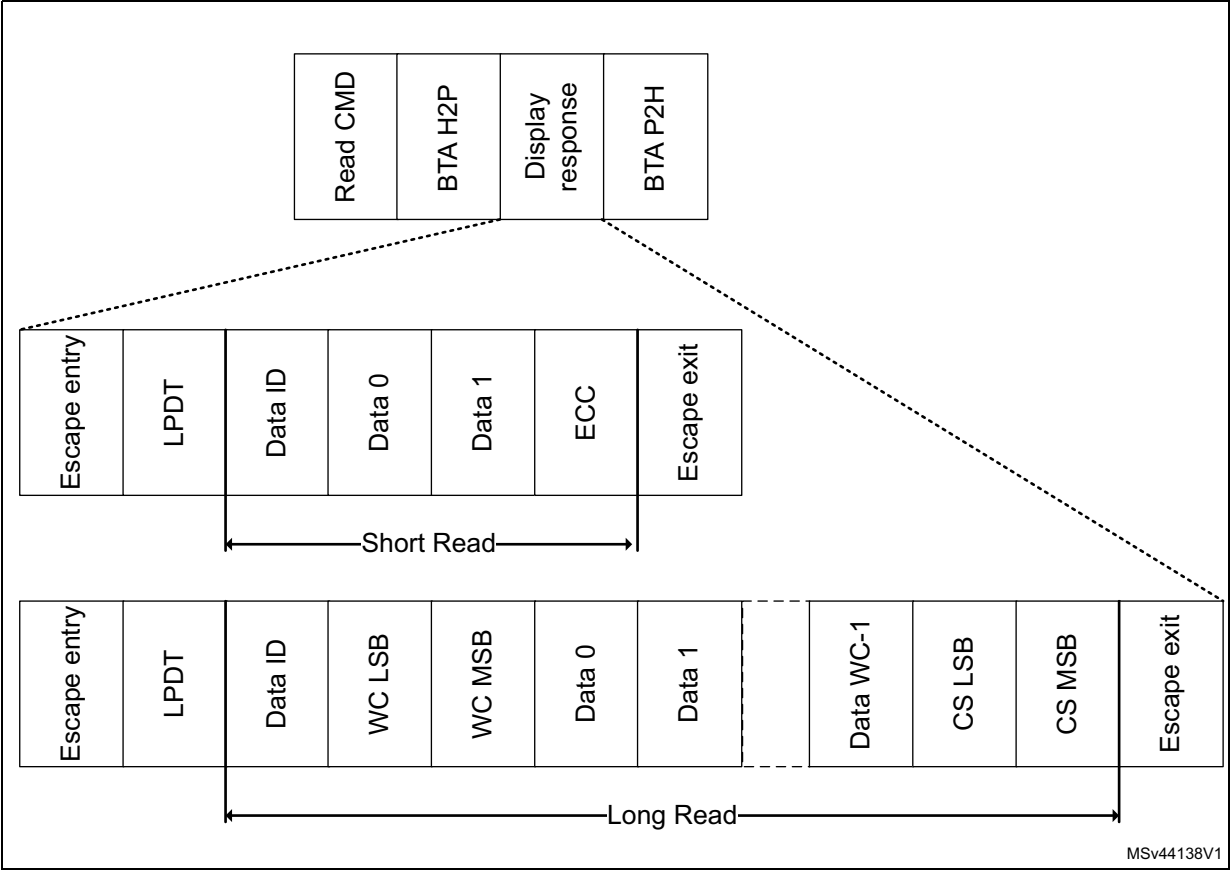 Read CMD
BTA H2P
Display
response
BTA P2H
Escape entry
LPDT
Data ID
Data 0
Data 1
ECC
Escape exit
Short Read
Escape entry
LPDT
Data ID
WC LSB
WC MSB
Data 0
Data 1
Data WC-1
CS LSB
CS MSB
Escape exit
Long Read
MSv44138V1